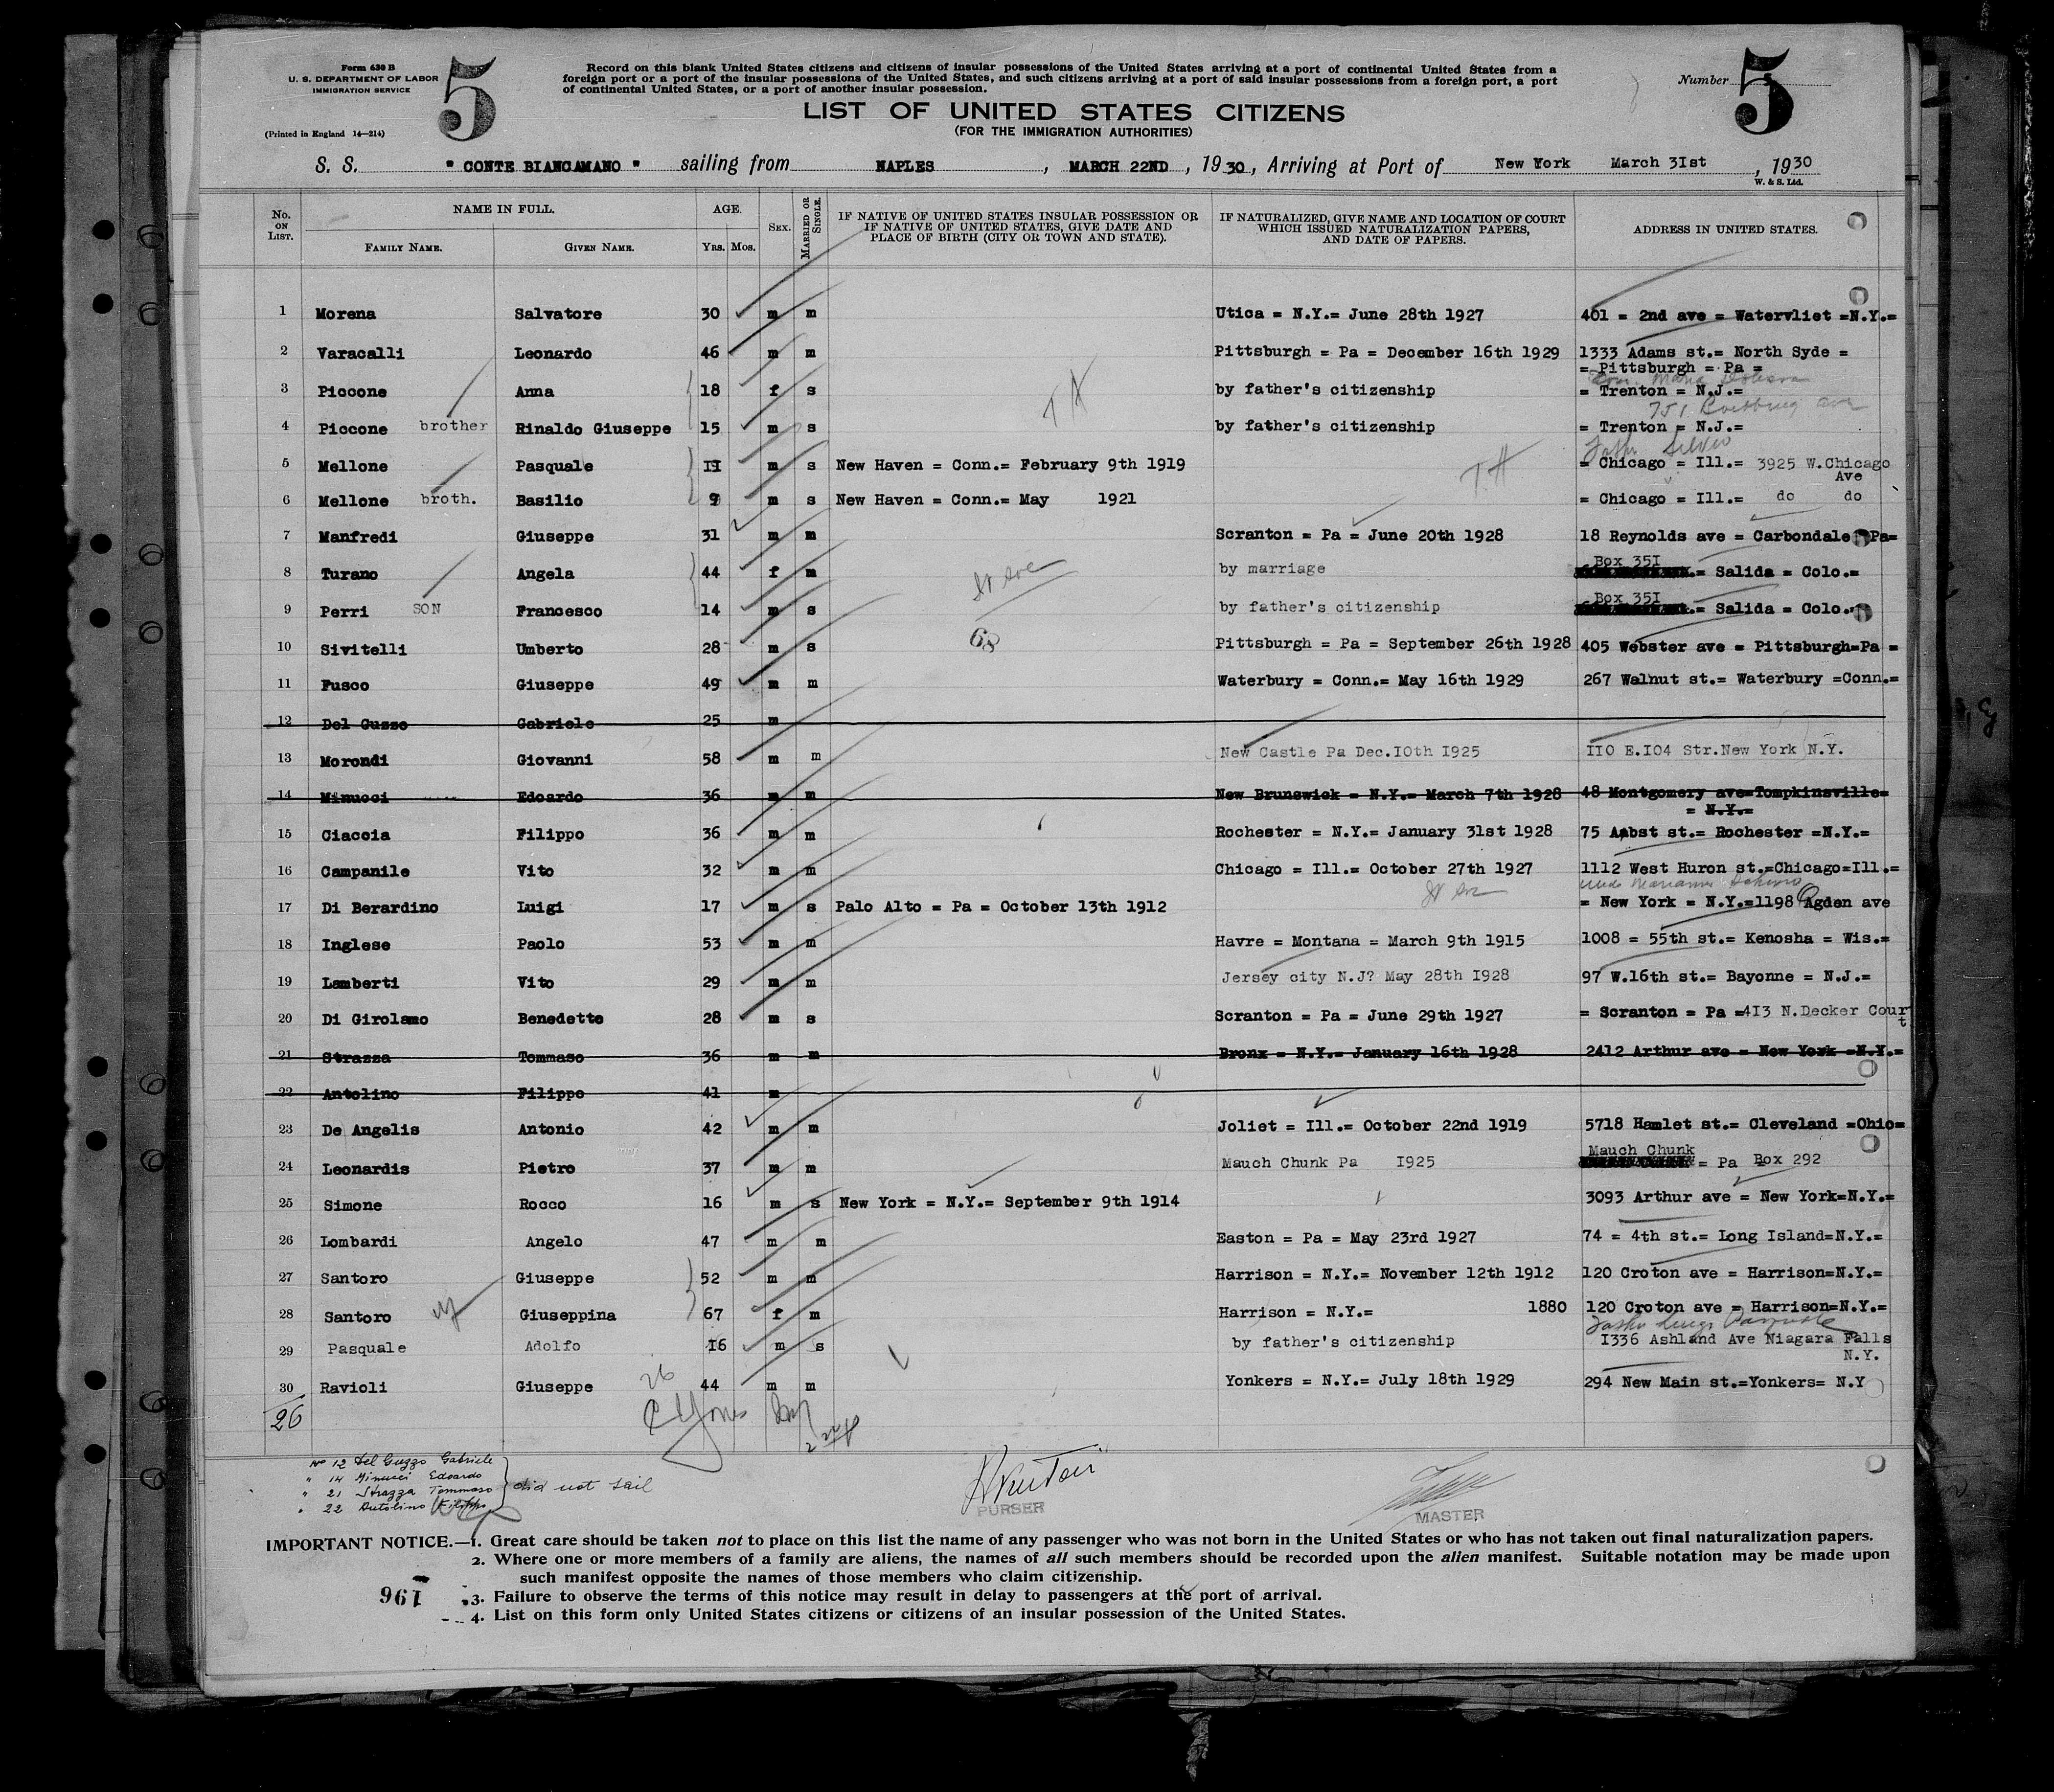 Form 630 B
U. S. DEPARTMENT OF LABOR
IMMIGRATION SERVICE
(Printed in England 14—214)
5
Record on this blank United States citizens and citizens of insular possessions of the United States arriving at a port of continental United States from a
foreign port or a port of the insular possessions of the United States, and such citizens arriving at a port of said insular possessions from a foreign port, a port
of continental United States, or a port of another insular possession.
Number 5
LIST OF UNITED STATES CITIZENS
(FOR THE IMMIGRATION AUTHORITIES)
S. S. " CONTE BIANCAMANO " sailing from NAPLES , MARCH 22ND , 1930, Arriving at Port of New York March 3Ist , 1930
W. & S. Ltd.
No. ON LIST. NAME IN FULL. FAMILY NAME. GIVEN NAME. AGE. YRS. MOS. SEX. MARRIED OR SINGLE. IF NATIVE OF UNITED STATES INSULAR POSSESSION OR IF NATIVE OF UNITED STATES, GIVE DATE AND PLACE OF BIRTH (CITY OR TOWN AND STATE). IF NATURALIZED, GIVE NAME AND LOCATION OF COURT WHICH ISSUED NATURALIZATION PAPERS, AND DATE OF PAPERS. ADDRESS IN UNITED STATES.
1 Morena Salvatore 30 m m Utica = N.Y.= June 28th 1927 401 = 2nd ave = Watervliet =N.Y.=
2 Varacalli Leonardo 46 m m Pittsburgh = Pa = December 16th 1929 1333 Adams st.= North Syde =
= Pittsburgh = Pa =
3 Piccone Anna 18 f s by father's citizenship = Trenton = N.J.=
751
4 Piccone brother Rinaldo Giuseppe 15 m s by father's citizenship = Trenton = N.J.=
TA
5 Mellone Pasquale II m s New Haven = Conn.= February 9th 1919 = Chicago = Ill.= 3925 W.Chicago
Ave
6 Mellone broth. Basilio 9 m s New Haven = Conn.= May 1921 = Chicago = Ill.= do do
7 Manfredi Giuseppe 31 m m Scranton = Pa = June 20th 1928 18 Reynolds ave = Carbondale Pa=
Box 35I
8 Turano Angela 44 f m by marriage = Salida = Colo.=
Box 35I
9 Perri SON Francesco 14 m s by father's citizenship = Salida = Colo.=
10 Sivitelli Umberto 28 m s Pittsburgh = Pa = September 26th 1928 405 Webster ave = Pittsburgh=Pa =
11 Fusco Giuseppe 49 m m Waterbury = Conn.= May 16th 1929 267 Walnut st.= Waterbury =Conn.=
12 Del Guzzo Gabriele 25 m
13 Morondi Giovanni 58 m m New Castle Pa Dec.IOth I925 IIO E.IO4 Str.New York N.Y.
14 Minucci Edoardo 36 m m New Brunswick = N.Y.= March 7th 1928 48 Montgomery ave=Tompkinsville=
= N.Y.=
15 Ciaccia Filippo 36 m m Rochester = N.Y.= January 31st 1928 75 Anbst st.= Rochester =N.Y.=
16 Campanile Vito 32 m m Chicago = Ill.= October 27th 1927 1112 West Huron st.=Chicago=Ill.=
17 Di Berardino Luigi 17 m s Palo Alto = Pa = October 13th 1912 = New York = N.Y.=1198 Agden ave
18 Inglese Paolo 53 m m Havre = Montana = March 9th 1915 1008 = 55th st.= Kenosha = Wis.=
19 Lamberti Vito 29 m m Jersey city N.J? May 28th I928 97 W.16th st.= Bayonne = N.J.=
20 Di Girolamo Benedetto 28 m s Scranton = Pa = June 29th 1927 = Scranton = Pa =4I3 N.Decker Court
21 Strazza Tommaso 36 m m Bronx = N.Y.= January 16th 1928 2412 Arthur ave = New York =N.Y.=
22 Antolino Filippo 41 m
23 De Angelis Antonio 42 m m Joliet = Ill.= October 22nd 1919 5718 Hamlet st.= Cleveland =Ohio=
Mauch Chunk
24 Leonardis Pietro 37 m m Mauch Chunk Pa I925 = Pa Box 292
25 Simone Rocco 16 m s New York = N.Y.= September 9th 1914 3093 Arthur ave = New York=N.Y.=
26 Lombardi Angelo 47 m m Easton = Pa = May 23rd 1927 74 = 4th st.= Long Island=N.Y.=
27 Santoro Giuseppe 52 m m Harrison = N.Y.= November 12th 1912 120 Croton ave = Harrison=N.Y.=
28 Santoro Giuseppina 67 f m Harrison = N.Y.= 1880 120 Croton ave = Harrison=N.Y.=
29 Pasquale Adolfo I6 m s by father's citizenship I336 Ashland Ave Niagara Falls
N.Y.
30 Ravioli Giuseppe 44 m m Yonkers = N.Y.= July 18th 1929 294 New Main st.=Yonkers= N.Y
26
26
No 12 Del Guzzo Gabriele
" 14 Minucci Edoardo
" 21 Strazza Tommaso
" 22 Antolino Filippo
did not sail
PURSER
MASTER
IMPORTANT NOTICE.—1. Great care should be taken not to place on this list the name of any passenger who was not born in the United States or who has not taken out final naturalization papers.
2. Where one or more members of a family are aliens, the names of all such members should be recorded upon the alien manifest. Suitable notation may be made upon
such manifest opposite the names of those members who claim citizenship.
3. Failure to observe the terms of this notice may result in delay to passengers at the port of arrival.
4. List on this form only United States citizens or citizens of an insular possession of the United States.
196